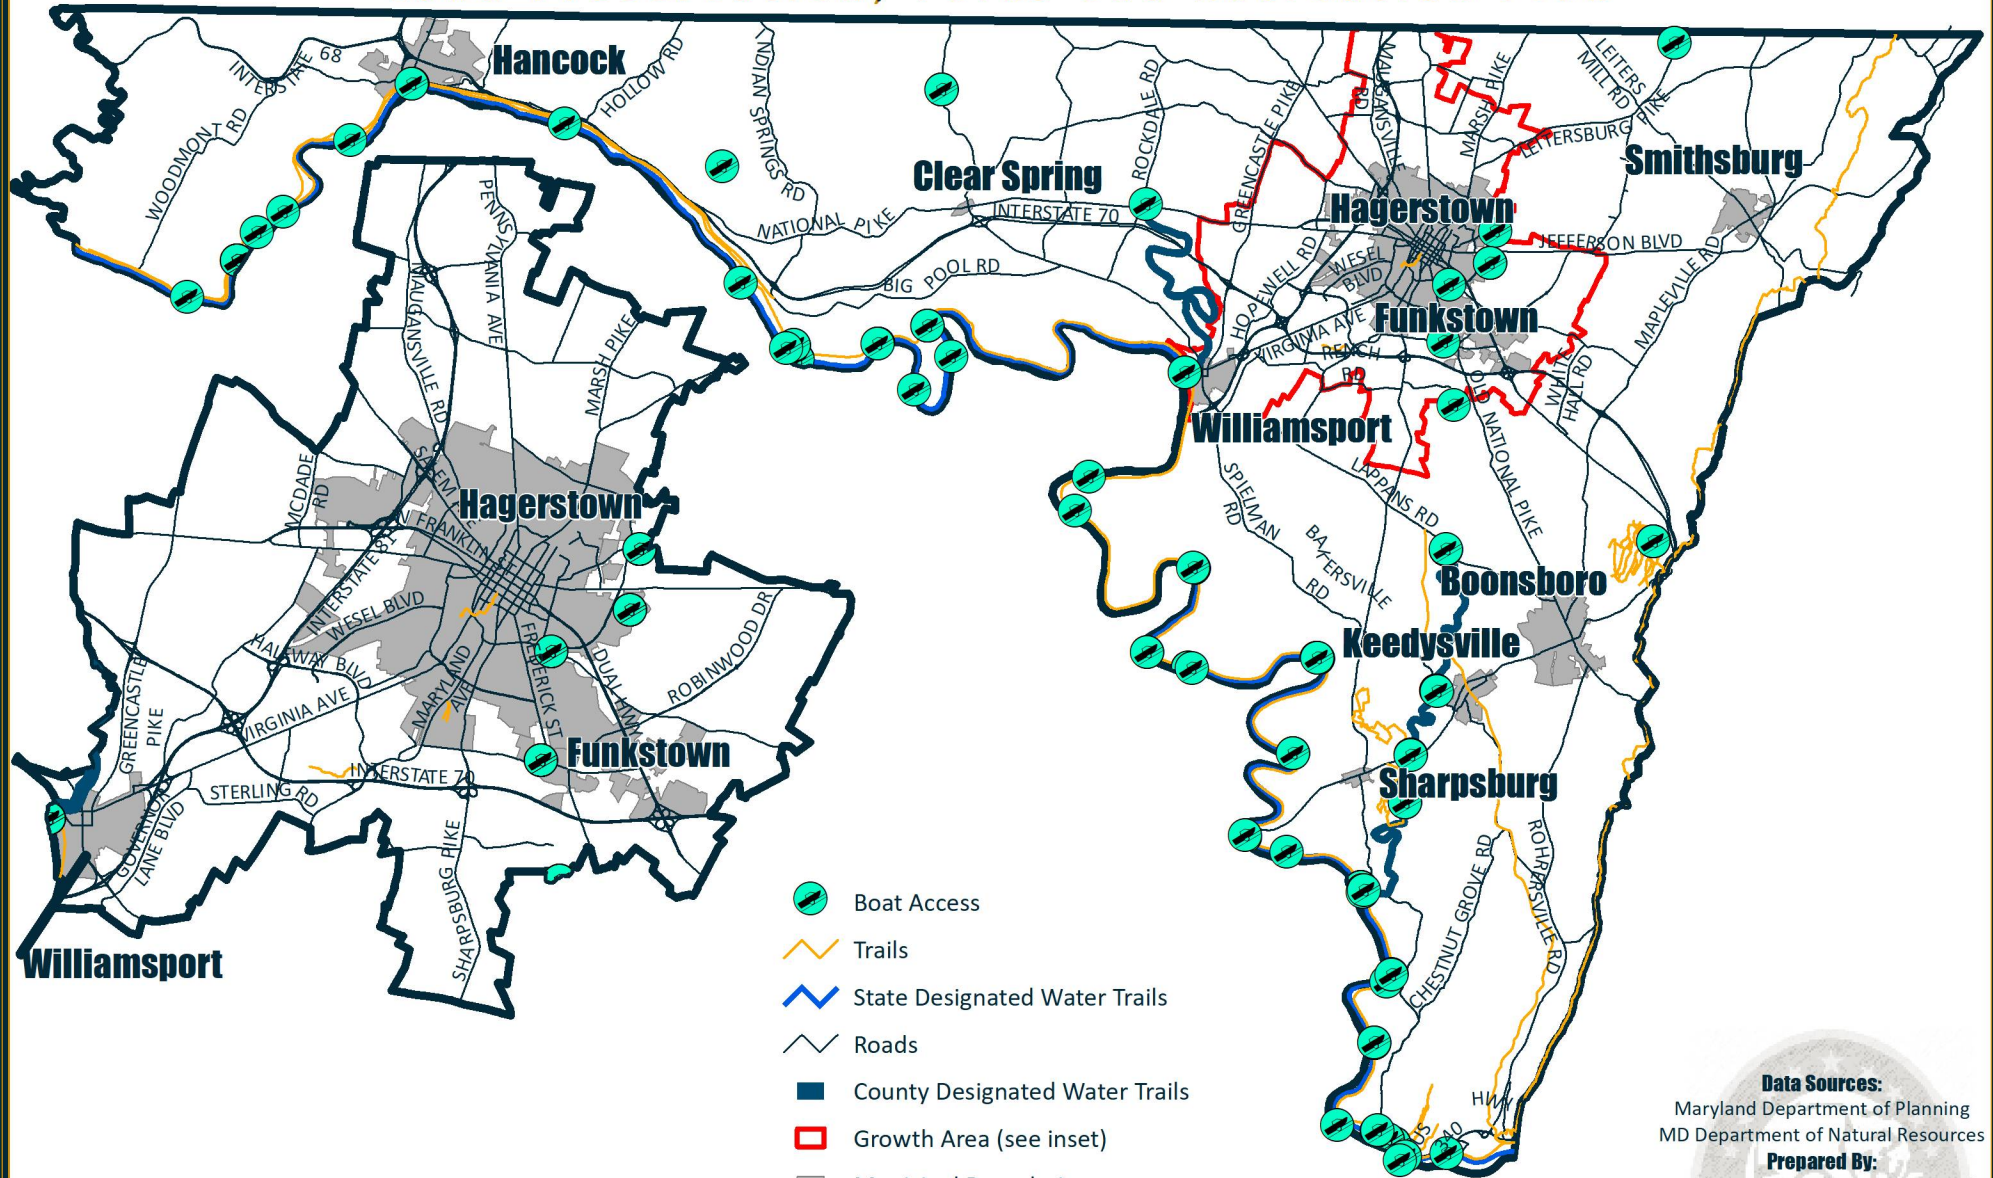 Hancock
INTERSTATE 68
WOODMONT RD
HOLLOW RD
INDIAN SPRINGS RD
NATIONAL PIKE
Clear Spring
INTERSTATE 70
BIG POOL RD
ROCKDALE RD
GREENCASTLE PIKE
MAUGANSVILLE RD
MARSH PIKE
LEITERS MILL RD
LEITERSBURG PIKE
Smithsburg
Hagerstown
JEFFERSON BLVD
WESEL BLVD
HOPEWELL RD
Funkstown
VIRGINIA AVE
RENCH RD
MAPLEVILLE RD
WHITE HALL RD
OLD NATIONAL PIKE
Williamsport
LAPPANS RD
SPIELMAN RD
BAKERSVILLE RD
Boonsboro
Keedysville
Sharpsburg
CHESTNUT GROVE RD
ROHRERSVILLE RD
US 340 HWY
PENNSYLVANIA AVE
MAUGANSVILLE RD
MARSH PIKE
MCDADE RD
SALEM
Hagerstown
W FRANKLIN ST
INTERSTATE 81
WESEL BLVD
HALFWAY BLVD
MARYLAND AVE
FREDERICK ST
DUAL HWY
ROBINWOOD DR
GREENCASTLE PIKE
VIRGINIA AVE
Funkstown
INTERSTATE 70
STERLING RD
GOVERNOR LANE BLVD
SHARPSBURG PIKE
Williamsport
Boat Access
Trails
State Designated Water Trails
Roads
County Designated Water Trails
Growth Area (see inset)
Data Sources:
Maryland Department of Planning
MD Department of Natural Resources
Prepared By: